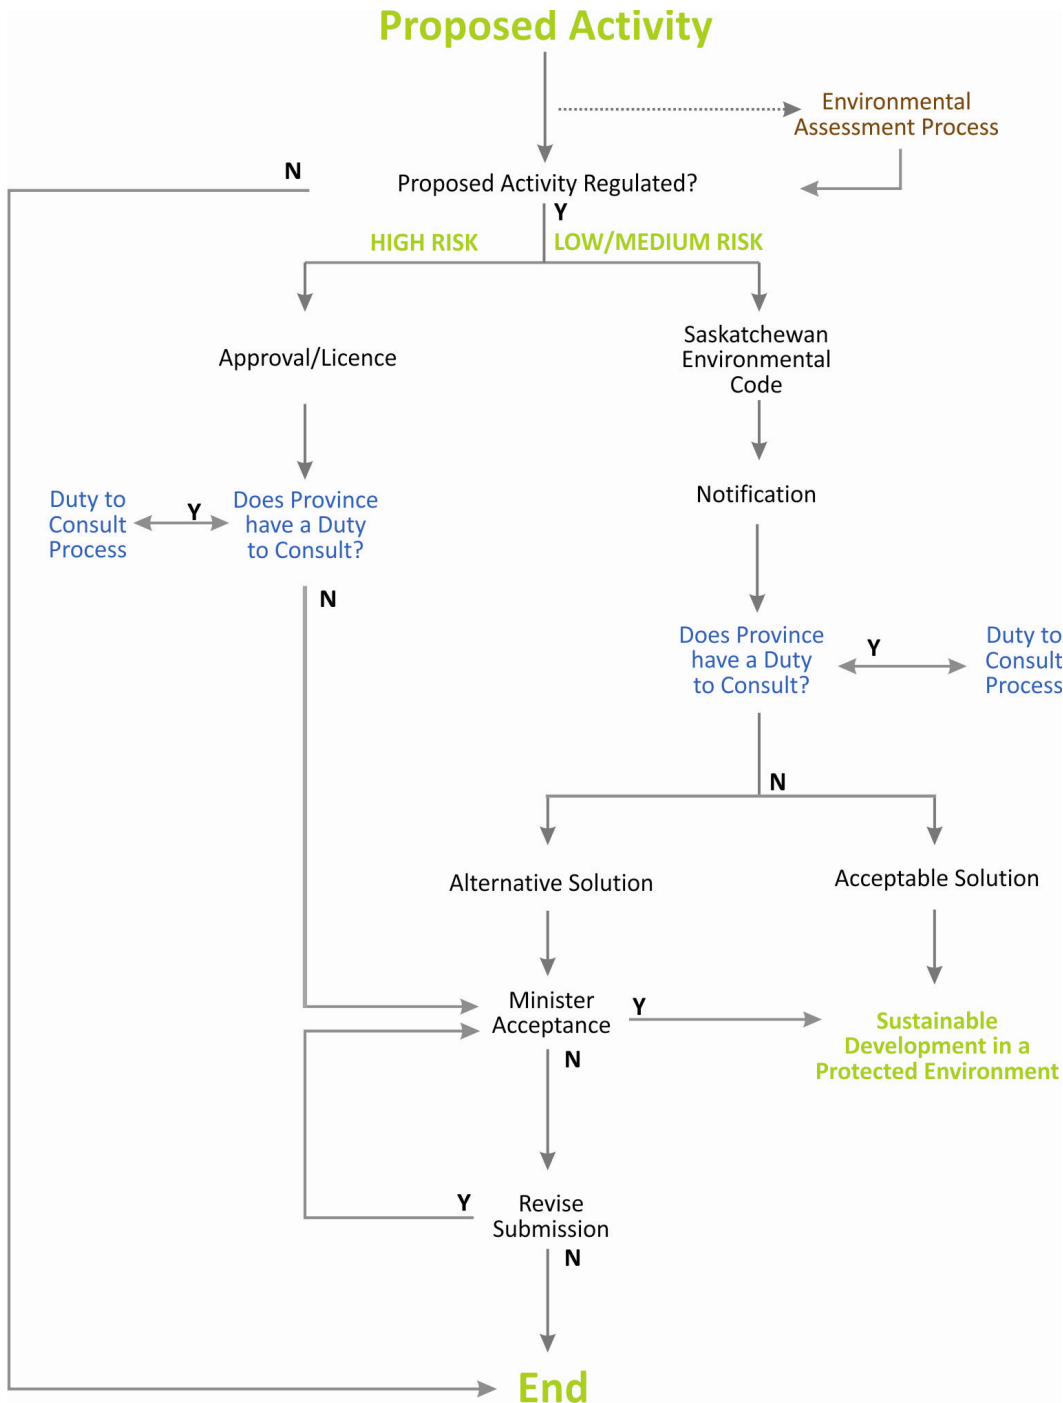 Proposed Activity
Environmental
Assessment Process
N
Proposed Activity Regulated?
Y
HIGH RISK
LOW/MEDIUM RISK
Approval/Licence
Saskatchewan
Environmental
Code
Notification
Duty to
Consult
Process
Y
Does Province
have a Duty
to Consult?
N
Does Province
have a Duty
to Consult?
Y
Duty to
Consult
Process
N
Alternative Solution
Acceptable Solution
Minister
Acceptance
Y
Sustainable
Development in a
Protected Environment
N
Y
Revise
Submission
N
End